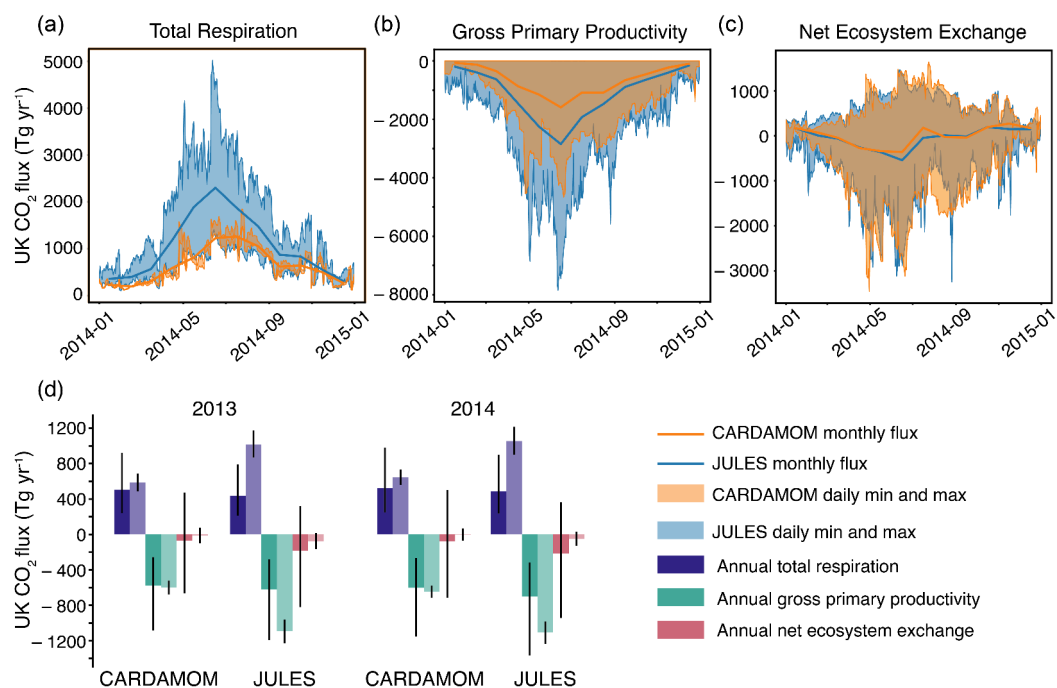 (a)
Total Respiration
(b)
Gross Primary Productivity
(c)
Net Ecosystem Exchange
UK CO2 flux (Tg yr-1)
5000
4000
3000
2000
1000
0
0
− 2000
− 4000
− 6000
− 8000
1000
0
− 1000
− 2000
− 3000
2014-01
2014-05
2014-09
2015-01
2014-01
2014-05
2014-09
2015-01
2014-01
2014-05
2014-09
2015-01
(d)
2013
2014
UK CO2 flux (Tg yr-1)
1200
800
400
0
− 400
− 800
− 1200
CARDAMOM
JULES
CARDAMOM
JULES
CARDAMOM monthly flux
JULES monthly flux
CARDAMOM daily min and max
JULES daily min and max
Annual total respiration
Annual gross primary productivity
Annual net ecosystem exchange